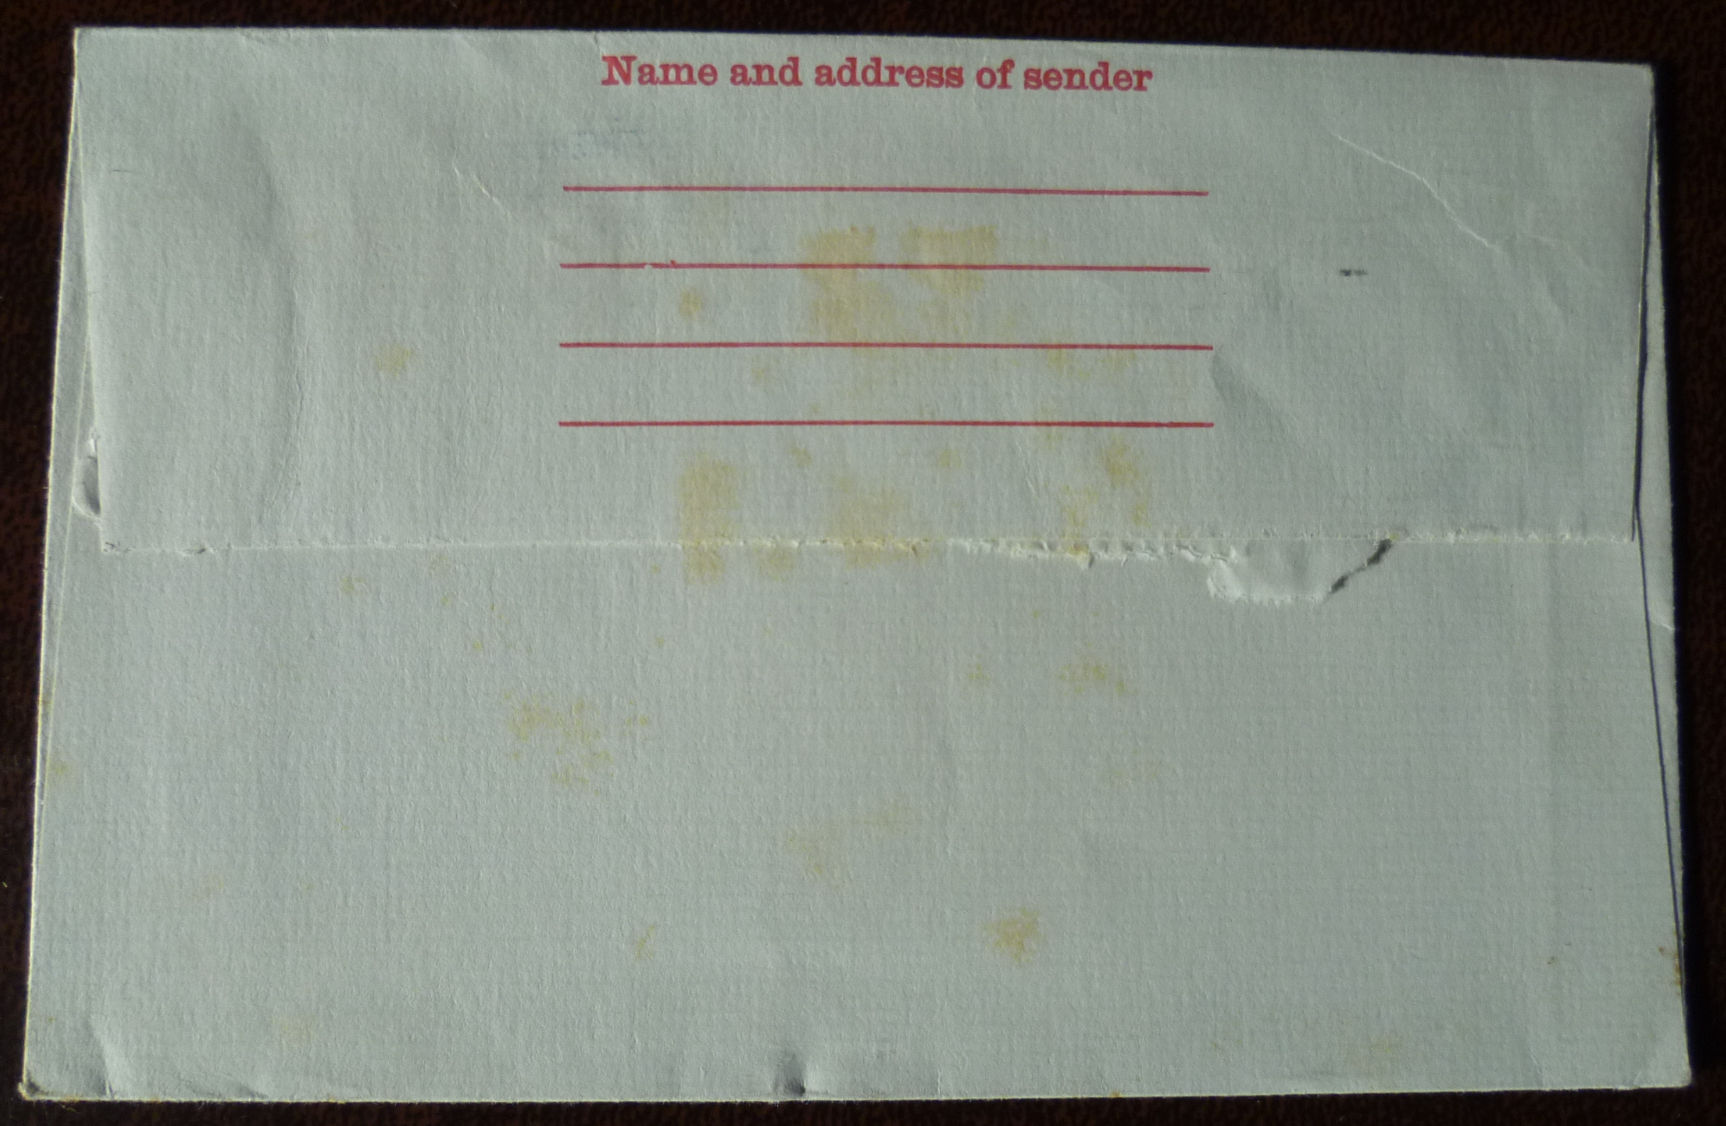 Name and address of sender